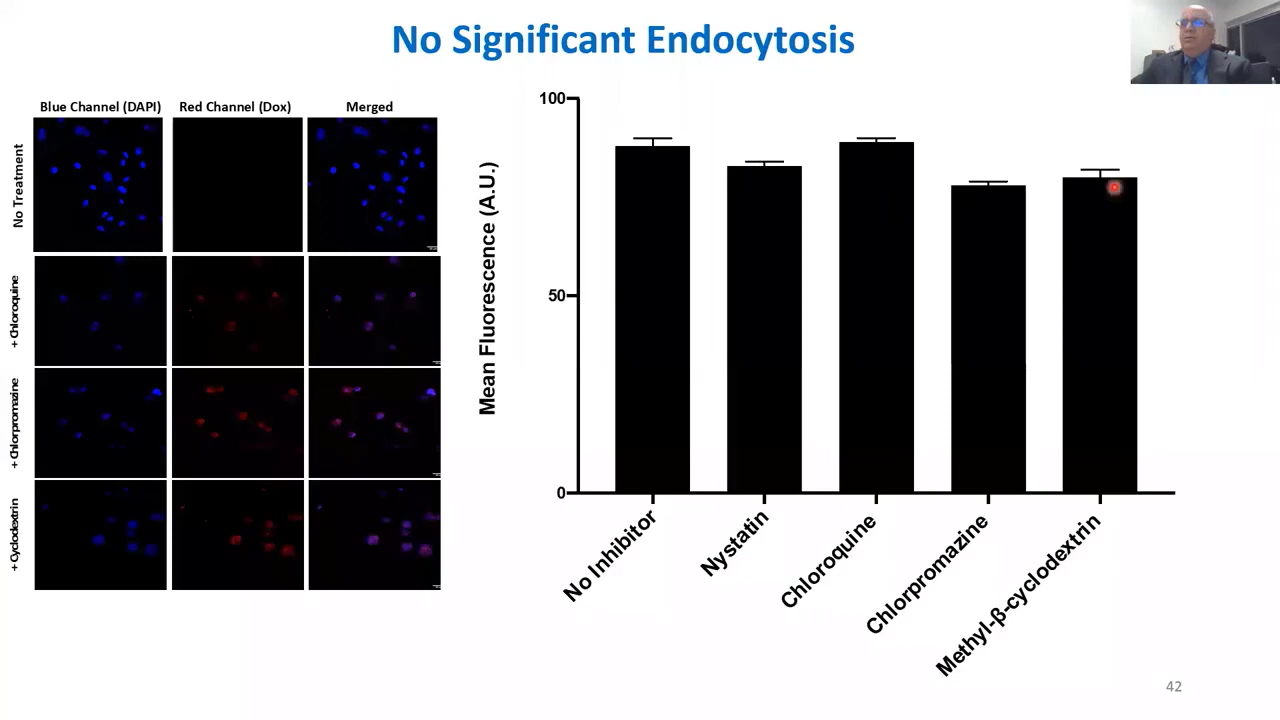 No Significant Endocytosis
Blue Channel (DAPI) Red Channel (Dox) Merged
No Treatment
+ Chloroquine
+ Chlorpromazine
+ Cyclodextrin
Mean Fluorescence (A.U.)
100
50
0
No Inhibitor
Nystatin
Chloroquine
Chlorpromazine
Methyl-β-cyclodextrin
42